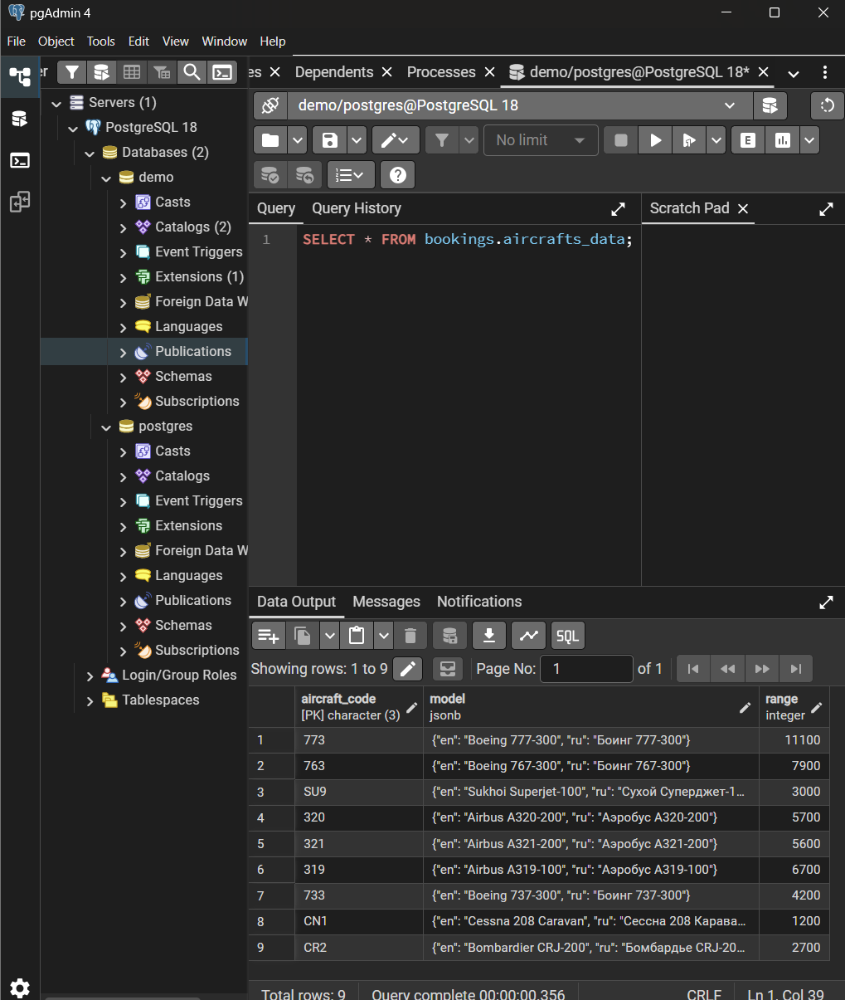 pgAdmin 4
File Object Tools Edit View Window Help
er
es Dependents Processes demo/postgres@PostgreSQL 18*
Servers (1)
PostgreSQL 18
Databases (2)
demo
Casts
Catalogs (2)
Event Triggers
Extensions (1)
Foreign Data W
Languages
Publications
Schemas
Subscriptions
postgres
Casts
Catalogs
Event Triggers
Extensions
Foreign Data W
Languages
Publications
Schemas
Subscriptions
Login/Group Roles
Tablespaces
demo/postgres@PostgreSQL 18
No limit
E
Query Query History
Scratch Pad
1 SELECT * FROM bookings.aircrafts_data;
Data Output Messages Notifications
SQL
Showing rows: 1 to 9 Page No: 1 of 1
aircraft_code model range
[PK] character (3) jsonb integer
1 773 {"en": "Boeing 777-300", "ru": "Боинг 777-300"} 11100
2 763 {"en": "Boeing 767-300", "ru": "Боинг 767-300"} 7900
3 SU9 {"en": "Sukhoi Superjet-100", "ru": "Сухой Суперджет-1... 3000
4 320 {"en": "Airbus A320-200", "ru": "Аэробус A320-200"} 5700
5 321 {"en": "Airbus A321-200", "ru": "Аэробус A321-200"} 5600
6 319 {"en": "Airbus A319-100", "ru": "Аэробус A319-100"} 6700
7 733 {"en": "Boeing 737-300", "ru": "Боинг 737-300"} 4200
8 CN1 {"en": "Cessna 208 Caravan", "ru": "Сессна 208 Карава... 1200
9 CR2 {"en": "Bombardier CRJ-200", "ru": "Бомбардье CRJ-20... 2700
Total rows: 9 Query complete 00:00:00.356 CRLF Ln 1, Col 39